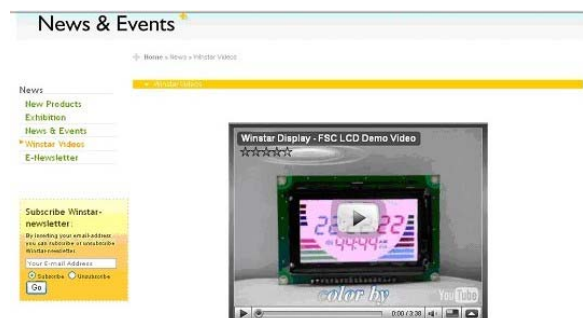 News & Events
Home » News » Winstar Videos
Winstar Videos
News
New Products
Exhibition
News & Events
Winstar Videos
E-Newsletter
Winstar Display - FSC LCD Demo Video
Subscribe Winstar-
newsletter:
By inserting your email-address
you can subscribe or unsubscribe
Winstar-newsletter.
Your E-mail Address
Subscribe Unsubscribe
Go
color by
You Tube
0:00 / 3:38